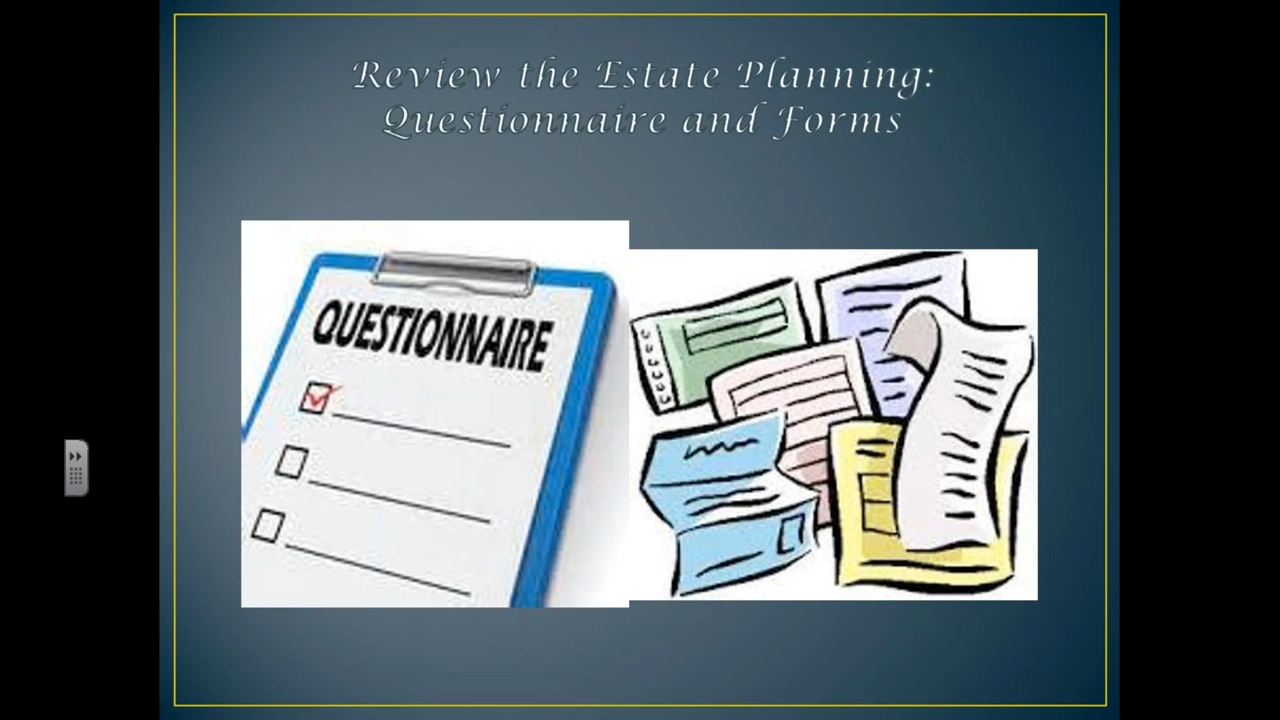 Review the Estate Planning:
Questionnaire and Forms
QUESTIONNAIRE